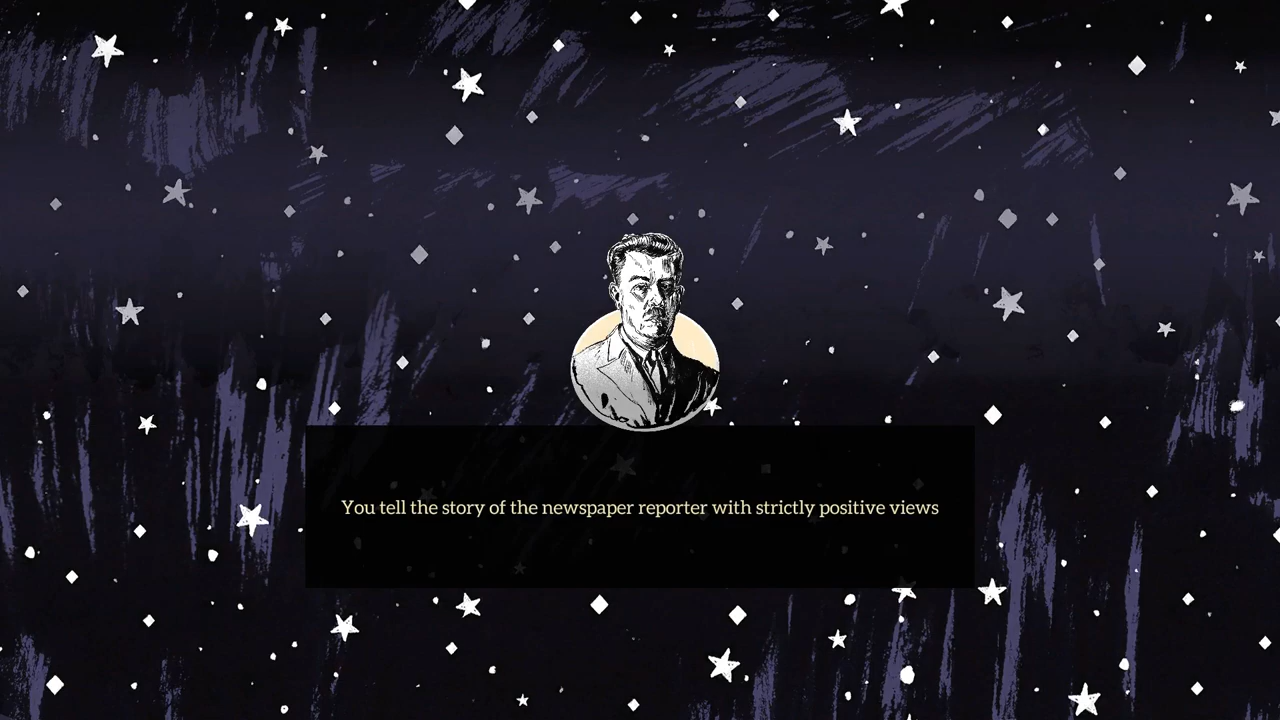 You tell the story of the newspaper reporter with strictly positive views